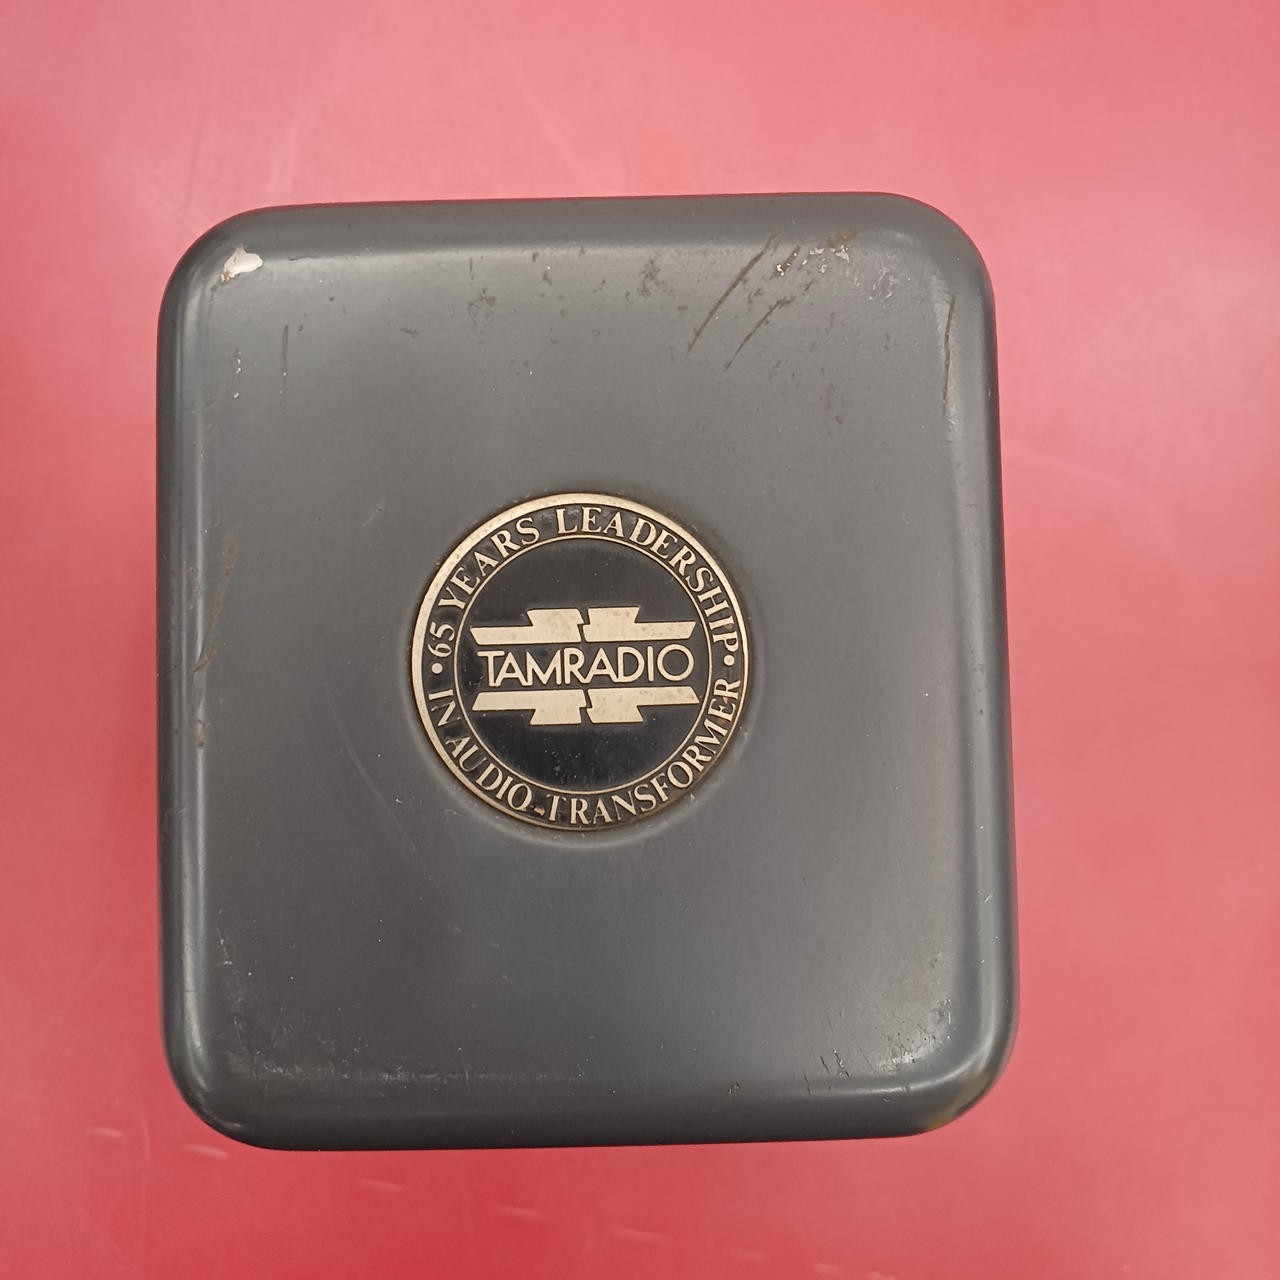 •65 YEARS LEADERSHIP•
TAMRADIO
IN AUDIO-TRANSFORMER